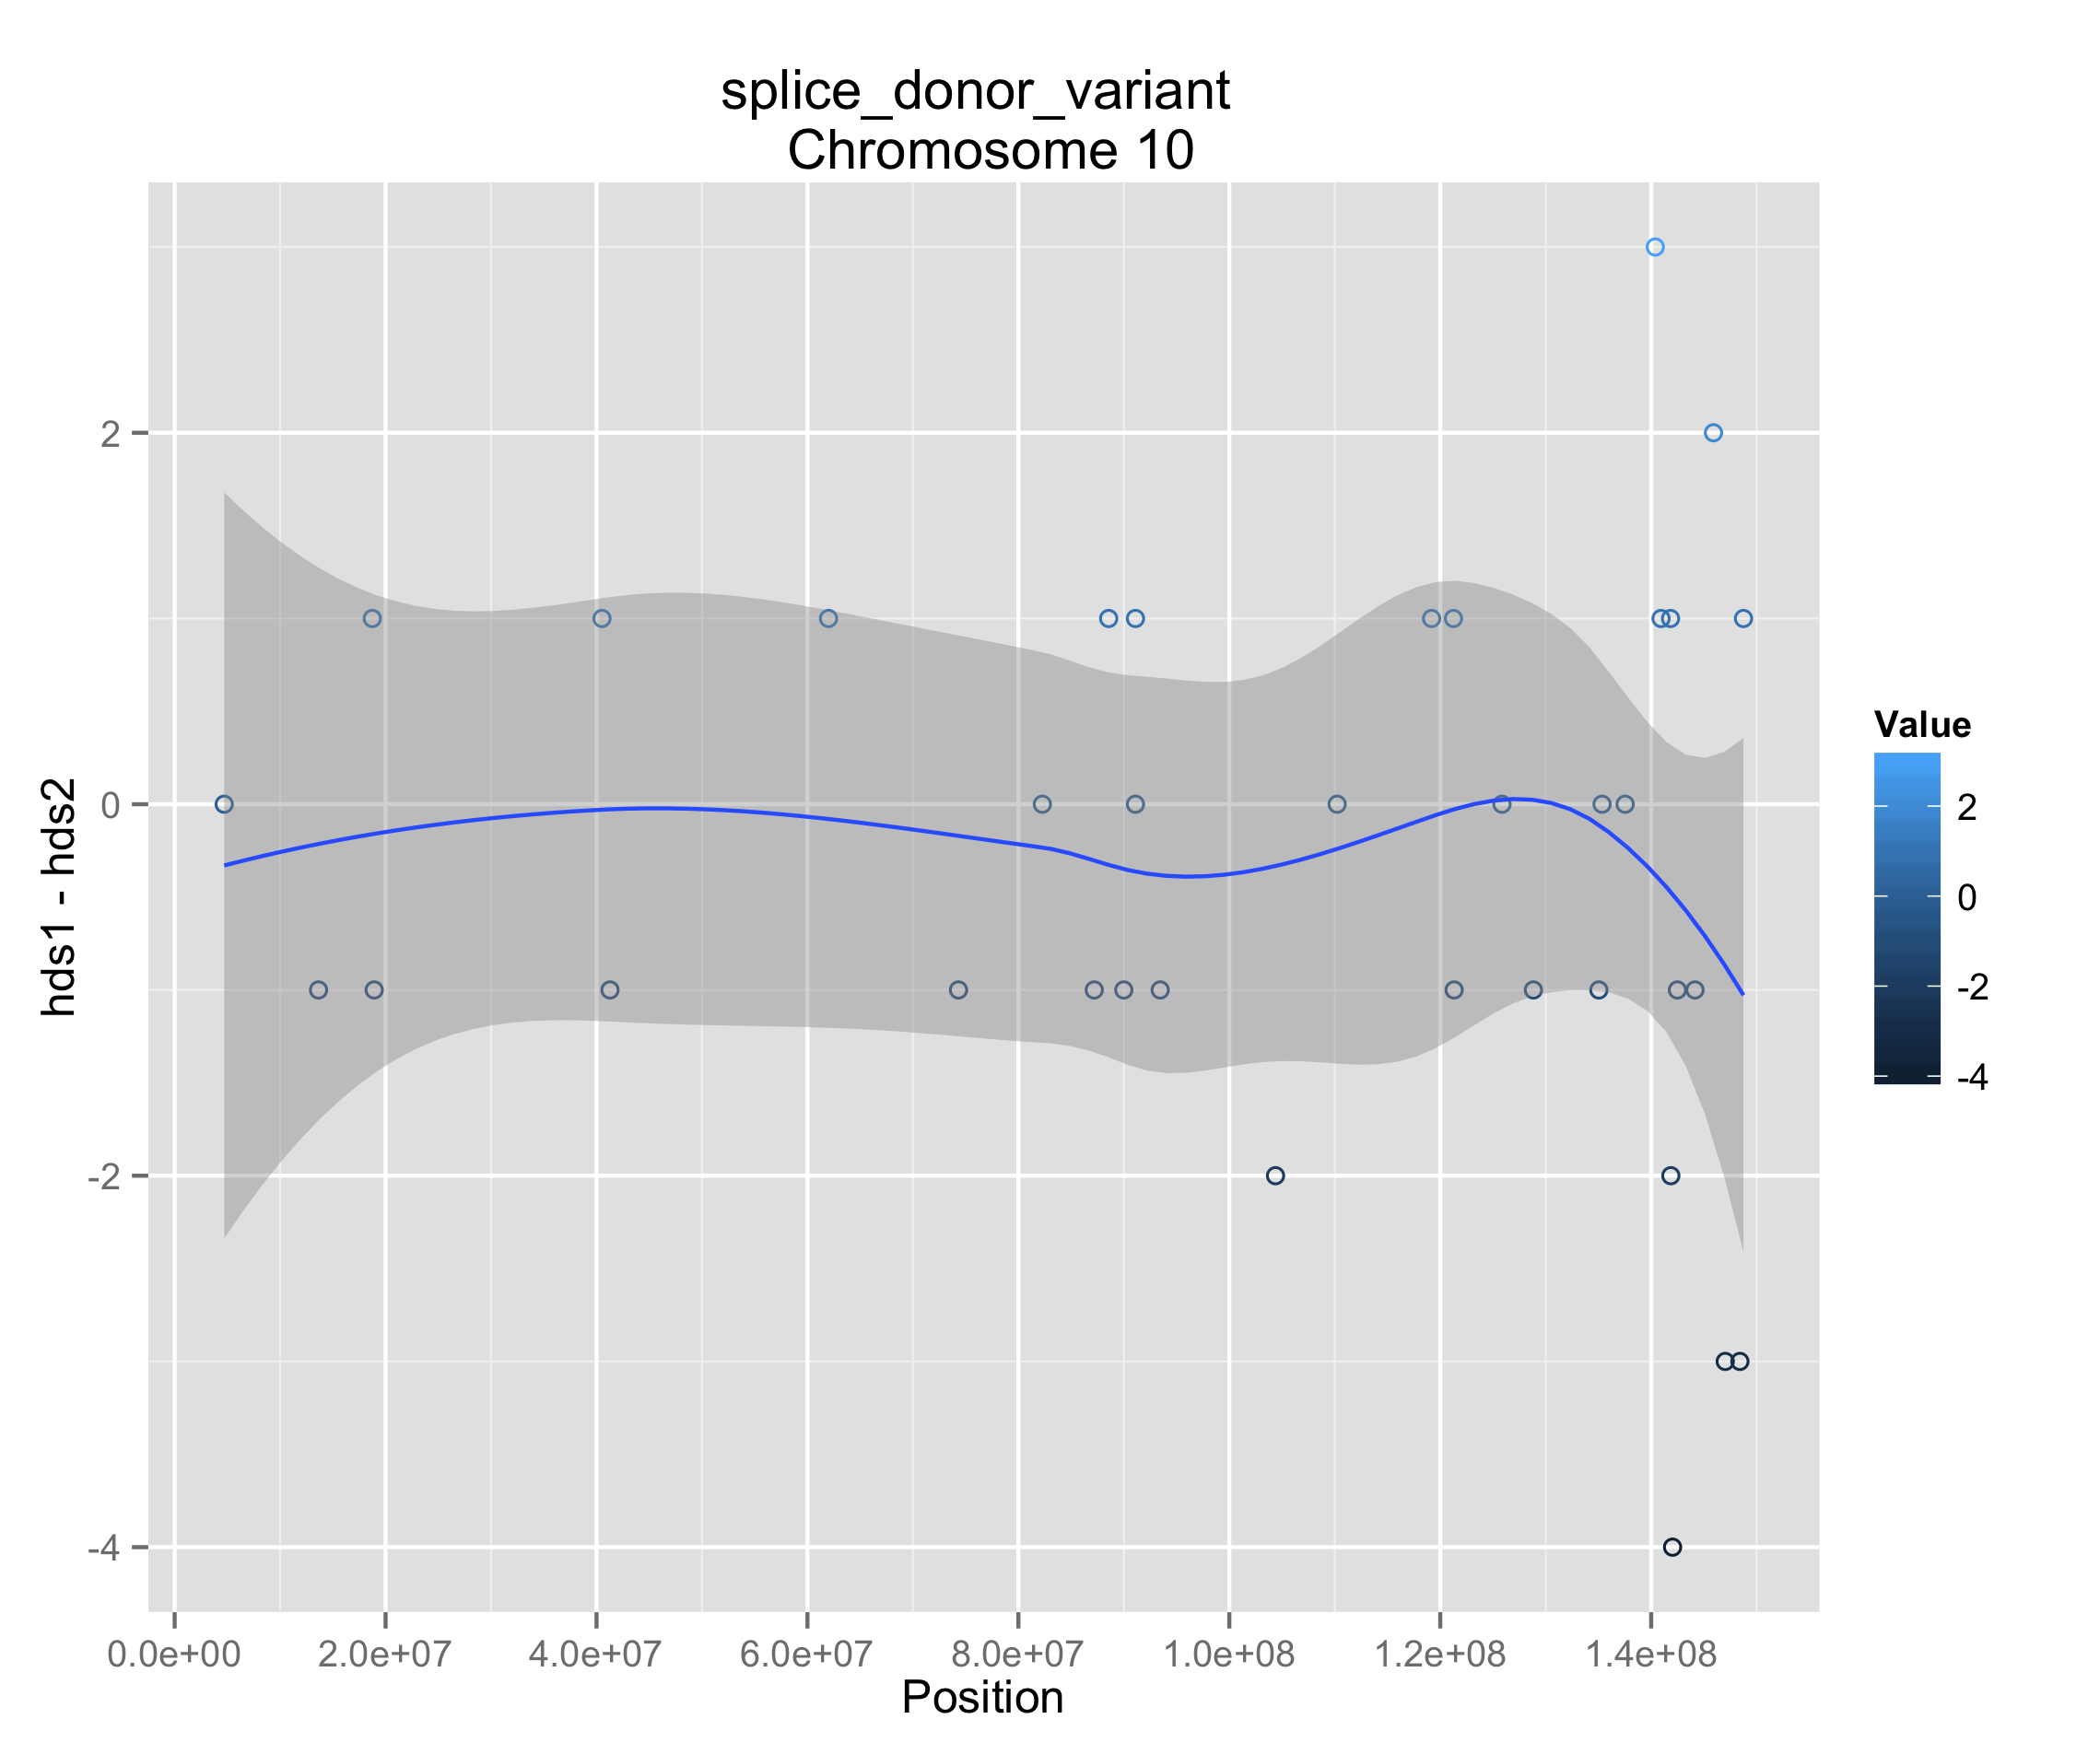 splice_donor_variant
Chromosome 10
hds1 - hds2
2
0
-2
-4
0.0e+00 2.0e+07 4.0e+07 6.0e+07 8.0e+07 1.0e+08 1.2e+08 1.4e+08
Position
Value
2
0
-2
-4